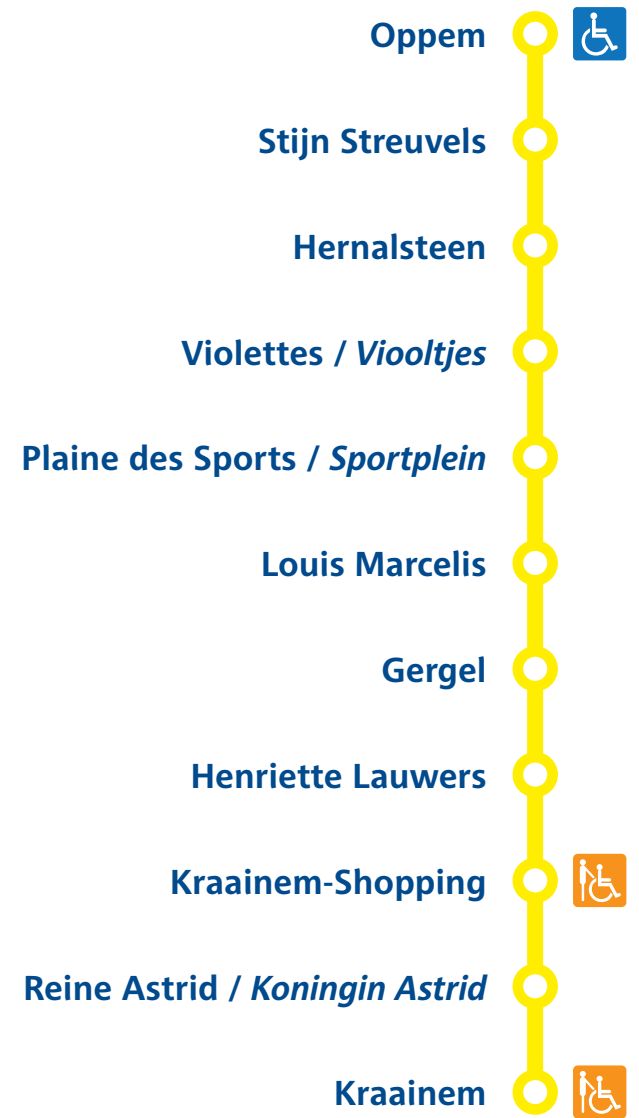 Oppem
Stijn Streuvels
Hernalsteen
Violettes / Viooltjes
Plaine des Sports / Sportplein
Louis Marcelis
Gergel
Henriette Lauwers
Kraainem-Shopping
Reine Astrid / Koningin Astrid
Kraainem